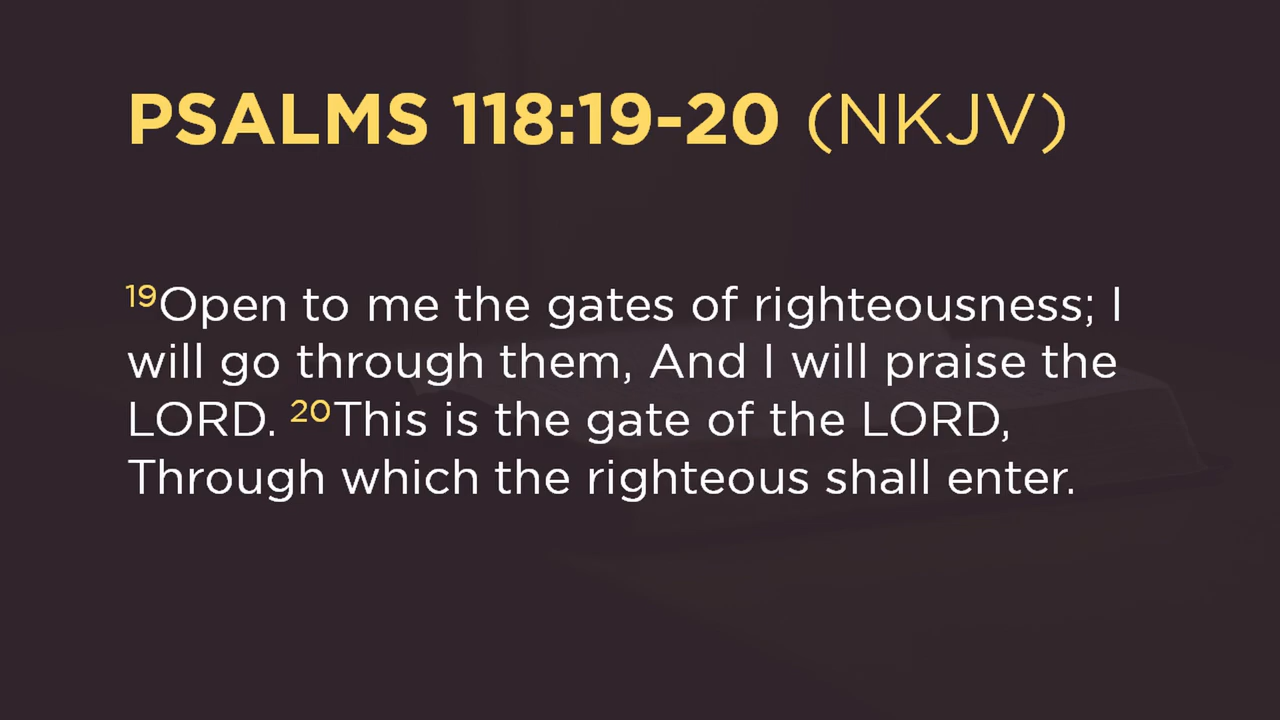 PSALMS 118:19-20 (NKJV)
19Open to me the gates of righteousness; I
will go through them, And I will praise the
LORD. 20This is the gate of the LORD,
Through which the righteous shall enter.